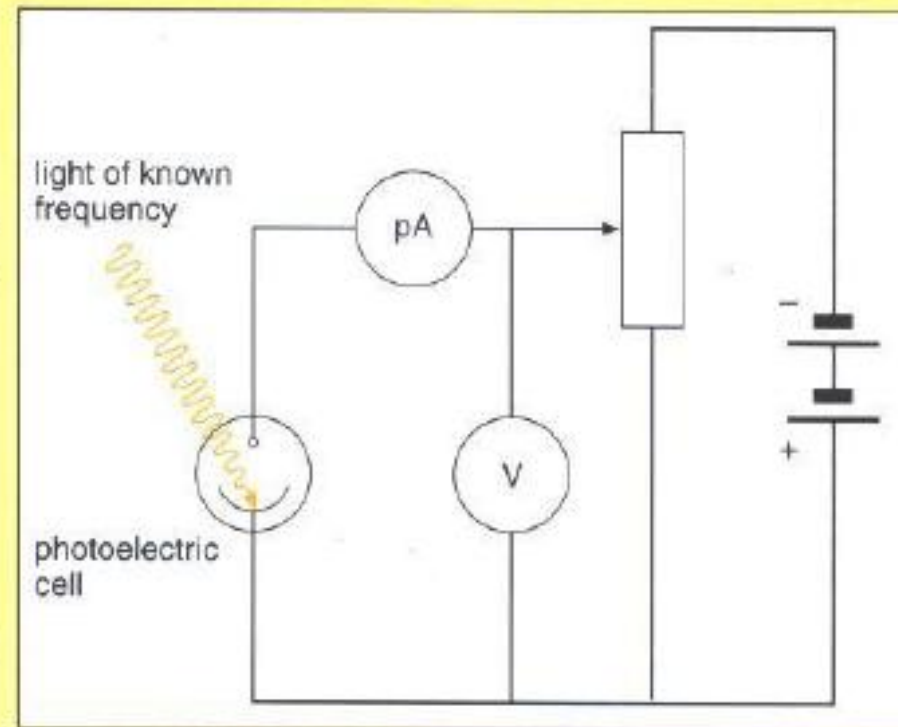 light of known
frequency
pA
−
V
+
photoelectric
cell